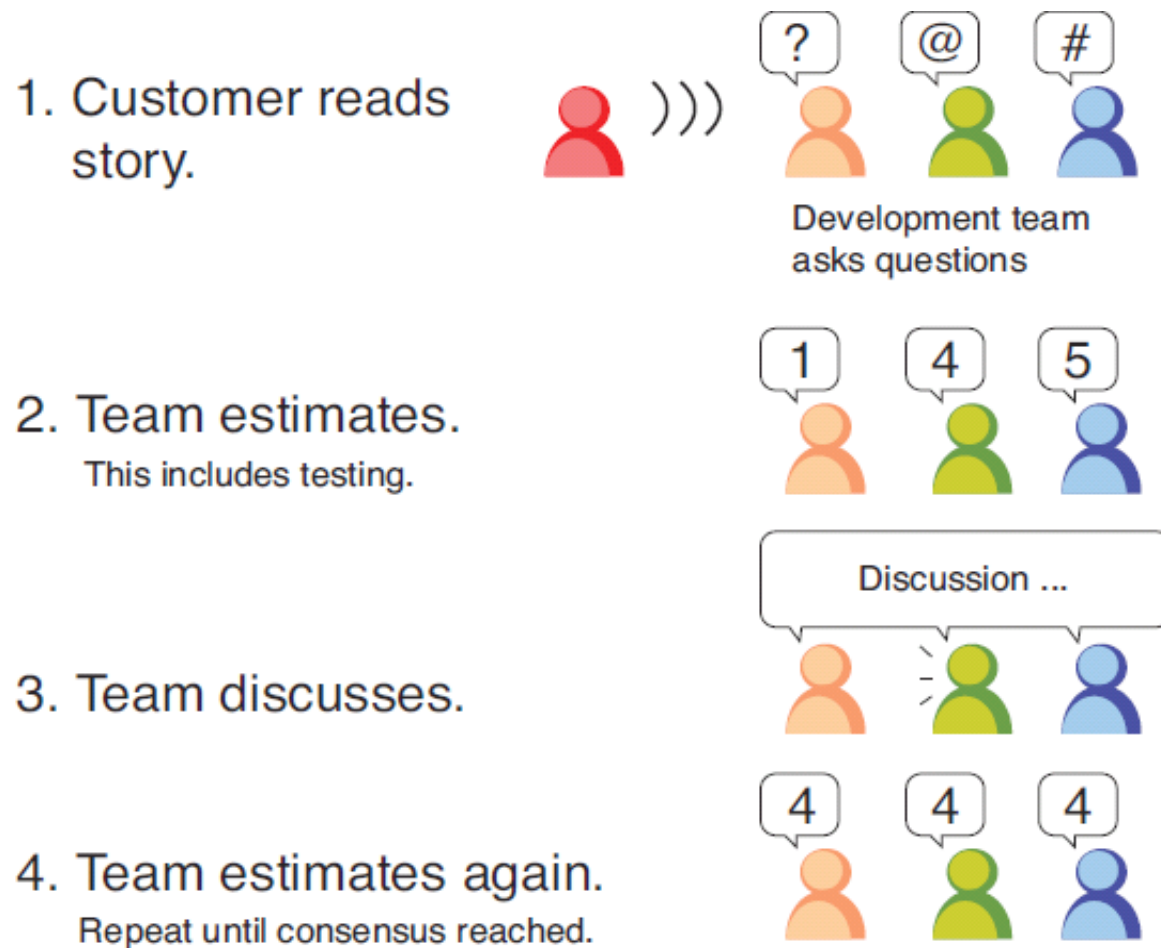 ? @ #
1. Customer reads
story.
Development team
asks questions
1 4 5
2. Team estimates.
This includes testing.
Discussion ...
3. Team discusses.
4 4 4
4. Team estimates again.
Repeat until consensus reached.